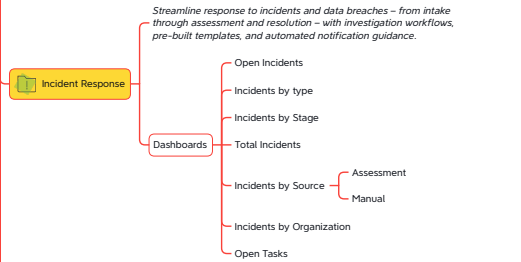 Streamline response to incidents and data breaches – from intake
through assessment and resolution – with investigation workflows,
pre-built templates, and automated notification guidance.
Incident Response
Dashboards
Open Incidents
Incidents by type
Incidents by Stage
Total Incidents
Incidents by Source
Assessment
Manual
Incidents by Organization
Open Tasks